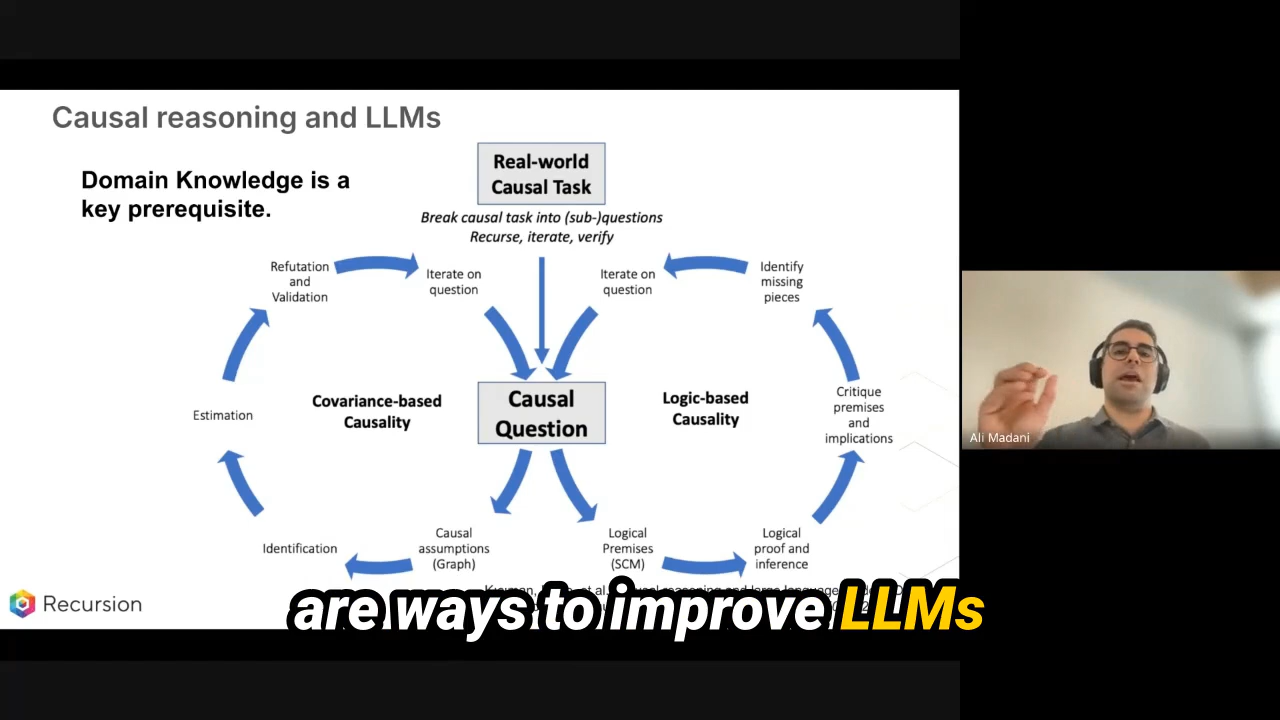 Causal reasoning and LLMs
Domain Knowledge is a
key prerequisite.
Real-world
Causal Task
Break causal task into (sub-)questions
Recurse, iterate, verify
Refutation
and
Validation
Iterate on
question
Iterate on
question
Identify
missing
pieces
Estimation
Covariance-based
Causality
Causal
Question
Logic-based
Causality
Critique
premises
and
implications
Identification
Causal
assumptions
(Graph)
Logical
Premises
(SCM)
Logical
proof and
inference
Recursion
are ways to improve LLMs
Ali Madani